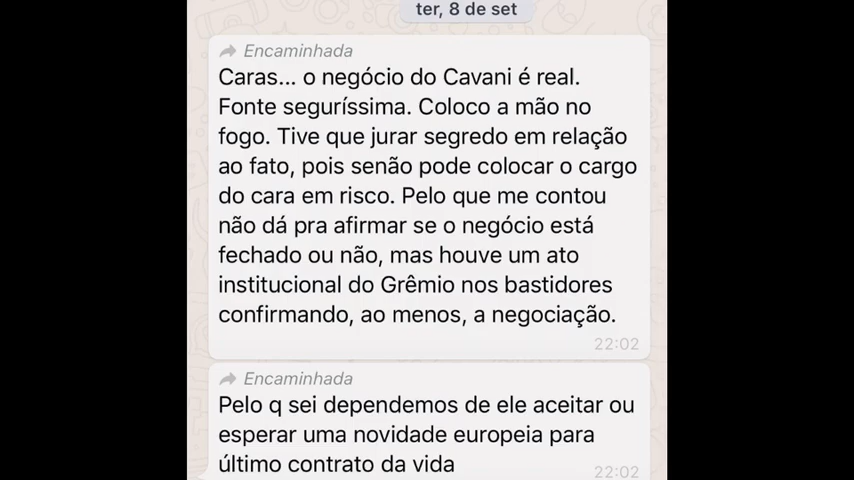 ter, 8 de set
Encaminhada
Caras... o negócio do Cavani é real.
Fonte seguríssima. Coloco a mão no
fogo. Tive que jurar segredo em relação
ao fato, pois senão pode colocar o cargo
do cara em risco. Pelo que me contou
não dá pra afirmar se o negócio está
fechado ou não, mas houve um ato
institucional do Grêmio nos bastidores
confirmando, ao menos, a negociação.
22:02
Encaminhada
Pelo q sei dependemos de ele aceitar ou
esperar uma novidade europeia para
último contrato da vida
22:02